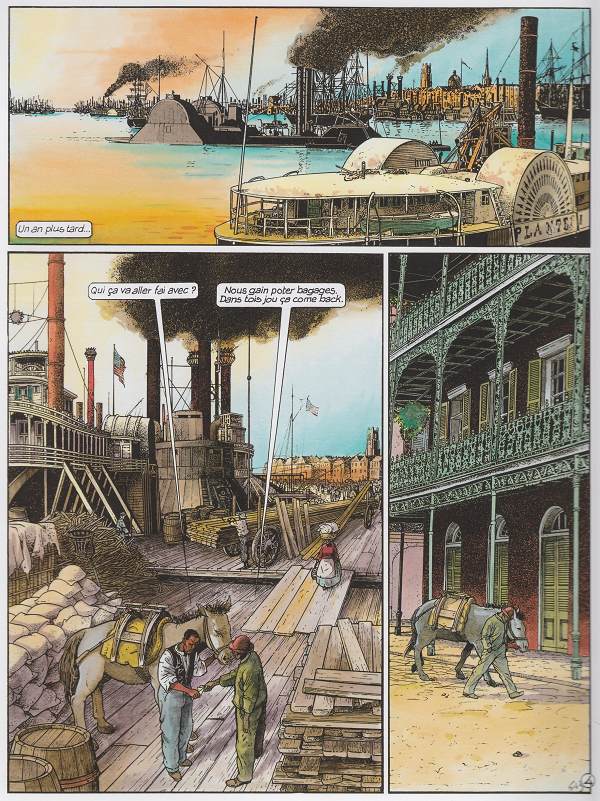 PLANTE
Un an plus tard...
Qui ça va aller fai avec ?
Nous gain poter bagages.
Dans tois jou ça come back.
4